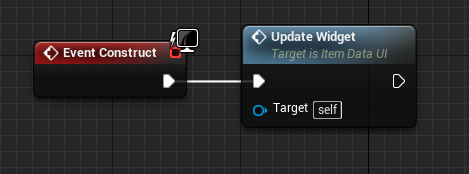 Event Construct
Update Widget
Target is Item Data UI
Target self